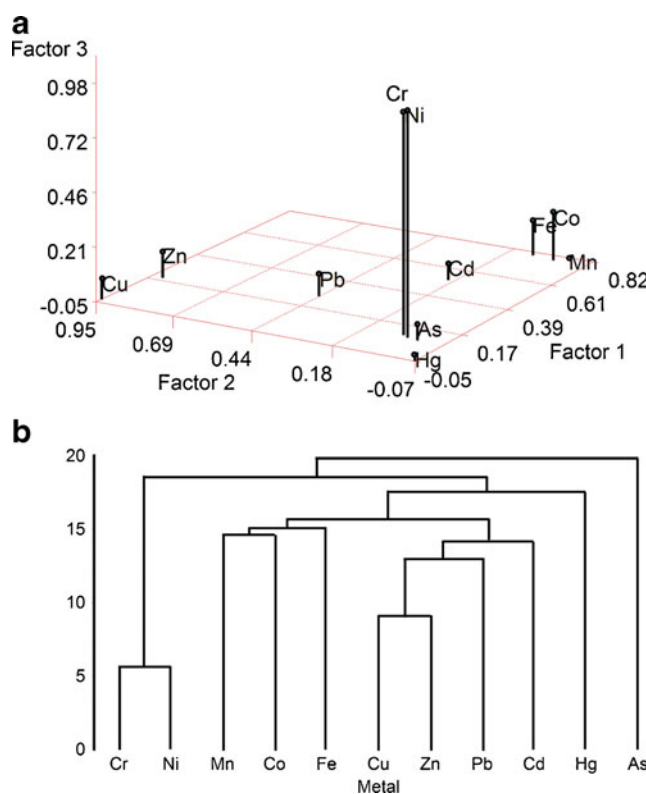 a
Factor 3
0.98
0.72
0.46
0.21
-0.05
Cr
Ni
Fe
Co
Mn
Zn
Cu
Pb
Cd
As
Hg
0.95
0.69
0.44
0.18
-0.07
Factor 2
-0.05
0.17
0.39
0.61
0.82
Factor 1
b
20
15
10
5
0
Cr Ni Mn Co Fe Cu Zn Pb Cd Hg As
Metal